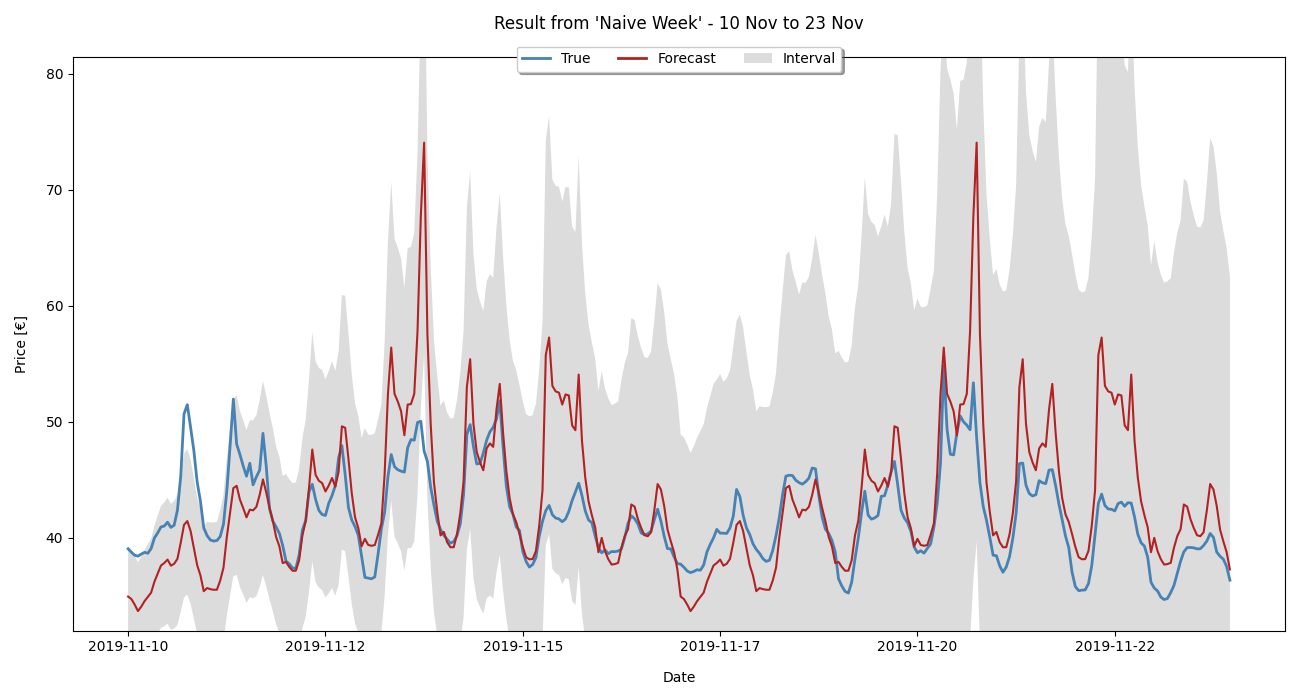 Result from 'Naive Week' - 10 Nov to 23 Nov
True Forecast Interval
80
70
60
50
40
Price [€]
2019-11-10 2019-11-12 2019-11-15 2019-11-17 2019-11-20 2019-11-22
Date